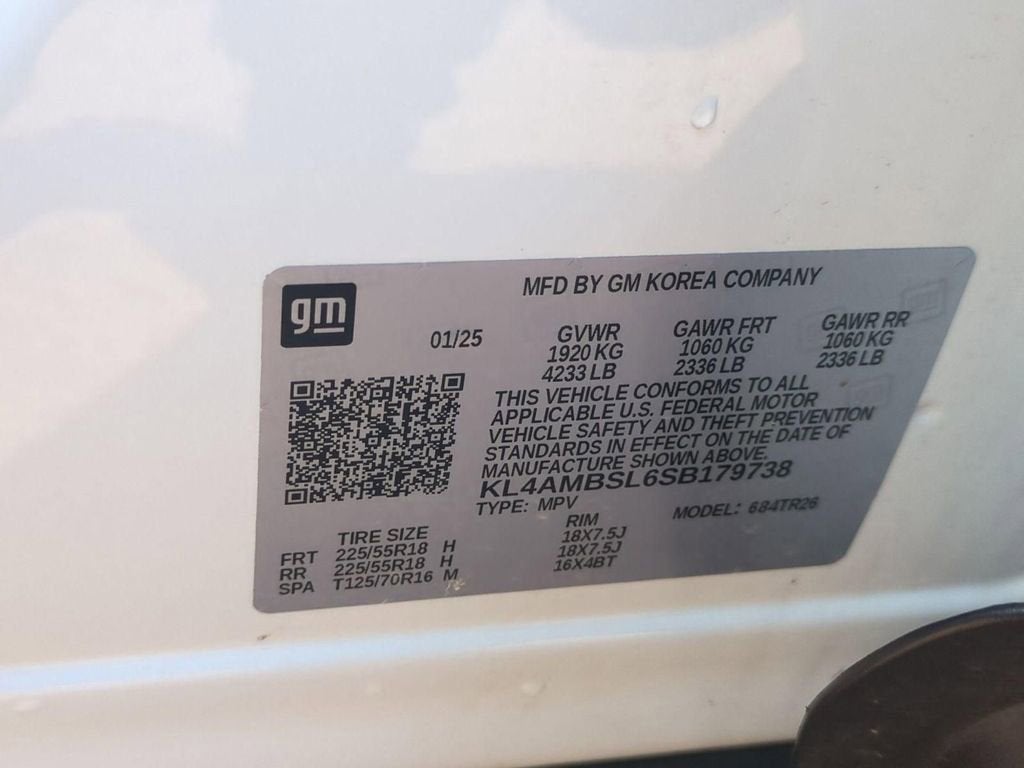 MFD BY GM KOREA COMPANY
gm
01/25
GVWR GAWR FRT GAWR RR
1920 KG 1060 KG 1060 KG
4233 LB 2336 LB 2336 LB
THIS VEHICLE CONFORMS TO ALL
APPLICABLE U.S. FEDERAL MOTOR
VEHICLE SAFETY AND THEFT PREVENTION
STANDARDS IN EFFECT ON THE DATE OF
MANUFACTURE SHOWN ABOVE.
KL4AMBSL6SB179738
TYPE: MPV MODEL: 684TR26
TIRE SIZE RIM
FRT 225/55R18 H 18X7.5J
RR 225/55R18 H 18X7.5J
SPA T125/70R16 M 16X4BT